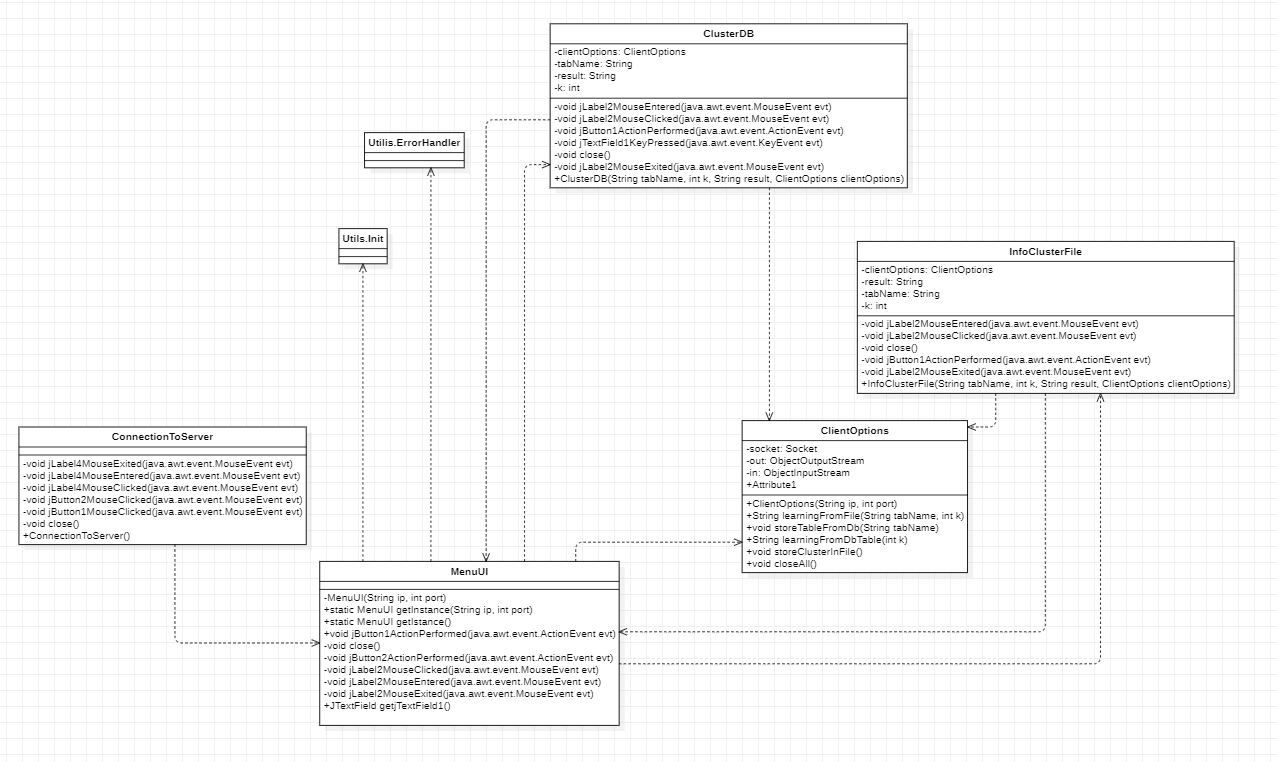 ClusterDB
-clientOptions: ClientOptions
-tabName: String
-result: String
-k: int
-void jLabel2MouseEntered(java.awt.event.MouseEvent evt)
-void jLabel2MouseClicked(java.awt.event.MouseEvent evt)
-void jButton1ActionPerformed(java.awt.event.ActionEvent evt)
-void jTextField1KeyPressed(java.awt.event.KeyEvent evt)
-void close()
-void jLabel2MouseExited(java.awt.event.MouseEvent evt)
+ClusterDB(String tabName, int k, String result, ClientOptions clientOptions)
Utilis.ErrorHandler
Utils.Init
InfoClusterFile
-clientOptions: ClientOptions
-result: String
-tabName: String
-k: int
-void jLabel2MouseEntered(java.awt.event.MouseEvent evt)
-void jLabel2MouseClicked(java.awt.event.MouseEvent evt)
-void close()
-void jButton1ActionPerformed(java.awt.event.ActionEvent evt)
-void jLabel2MouseExited(java.awt.event.MouseEvent evt)
+InfoClusterFile(String tabName, int k, String result, ClientOptions clientOptions)
ConnectionToServer
-void jLabel4MouseExited(java.awt.event.MouseEvent evt)
-void jLabel4MouseEntered(java.awt.event.MouseEvent evt)
-void jLabel4MouseClicked(java.awt.event.MouseEvent evt)
-void jButton2MouseClicked(java.awt.event.MouseEvent evt)
-void jButton1MouseClicked(java.awt.event.MouseEvent evt)
-void close()
+ConnectionToServer()
ClientOptions
-socket: Socket
-out: ObjectOutputStream
-in: ObjectInputStream
+Attribute1
+ClientOptions(String ip, int port)
+String learningFromFile(String tabName, int k)
+void storeTableFromDb(String tabName)
+String learningFromDbTable(int k)
+void storeClusterInFile()
+void closeAll()
MenuUI
-MenuUI(String ip, int port)
+static MenuUI getInstance(String ip, int port)
+static MenuUI getIstance()
+void jButton1ActionPerformed(java.awt.event.ActionEvent evt)
-void close()
-void jButton2ActionPerformed(java.awt.event.ActionEvent evt)
-void jLabel2MouseClicked(java.awt.event.MouseEvent evt)
-void jLabel2MouseEntered(java.awt.event.MouseEvent evt)
-void jLabel2MouseExited(java.awt.event.MouseEvent evt)
+JTextField getjTextField1()